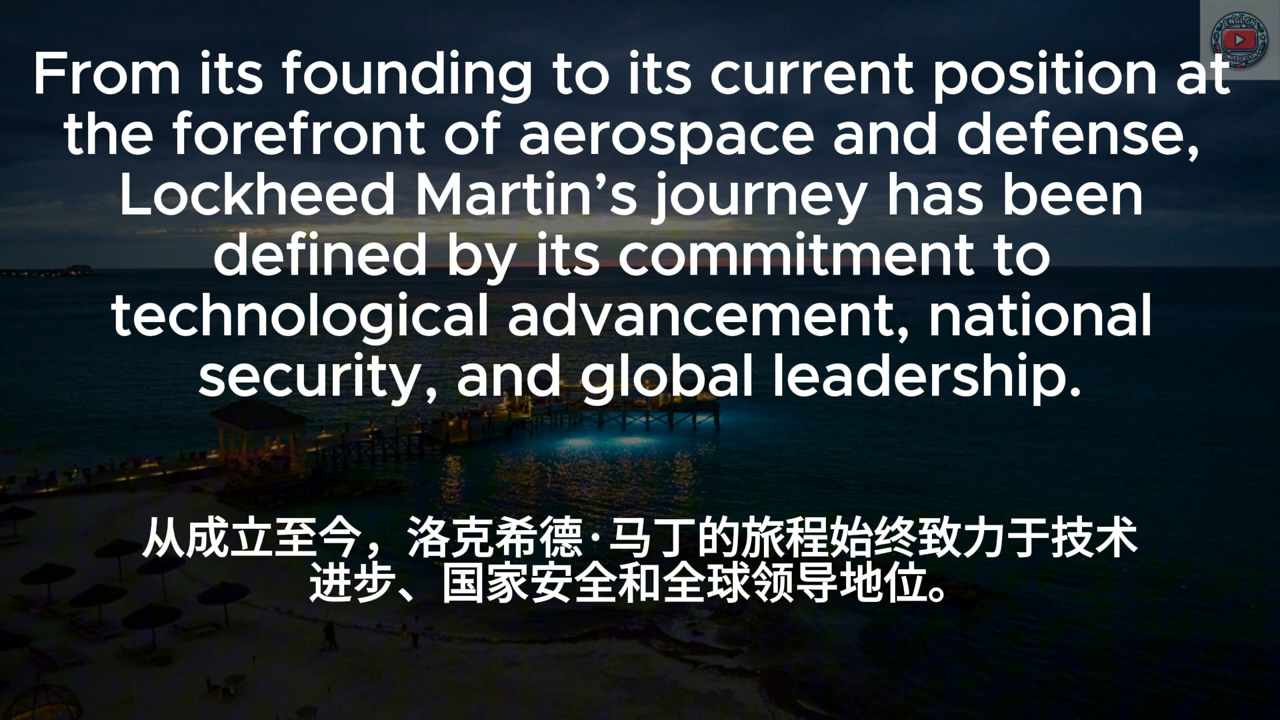 From its founding to its current position at
the forefront of aerospace and defense,
Lockheed Martin’s journey has been
defined by its commitment to
technological advancement, national
security, and global leadership.
从成立至今，洛克希德·马丁的旅程始终致力于技术
进步、国家安全和全球领导地位。